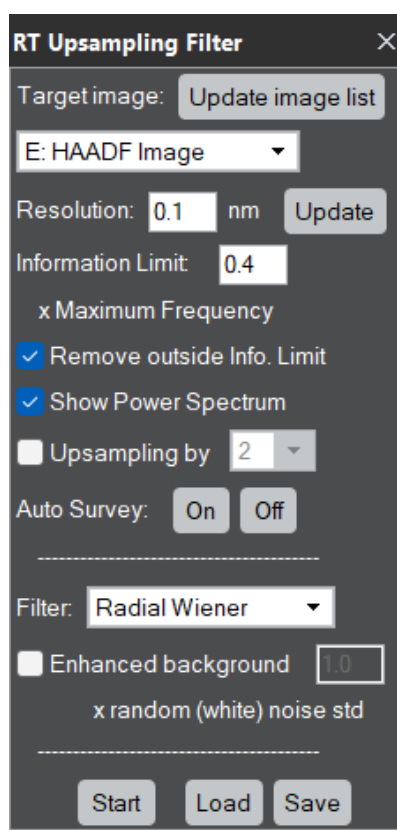 RT Upsampling Filter
Target image: Update image list
E: HAADF Image
Resolution: 0.1 nm Update
Information Limit: 0.4
x Maximum Frequency
Remove outside Info. Limit
Show Power Spectrum
Upsampling by 2
Auto Survey: On Off
----------------------------------------
Filter: Radial Wiener
Enhanced background 1.0
x random (white) noise std
----------------------------------------
Start Load Save